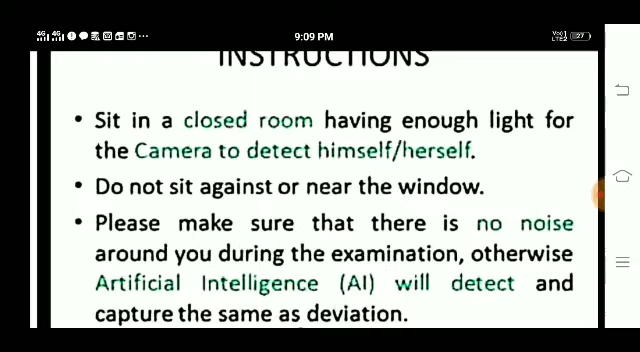 9:09 PM
27
INSTRUCTIONS
• Sit in a closed room having enough light for
the Camera to detect himself/herself.
• Do not sit against or near the window.
• Please make sure that there is no noise
around you during the examination, otherwise
Artificial Intelligence (AI) will detect and
capture the same as deviation.